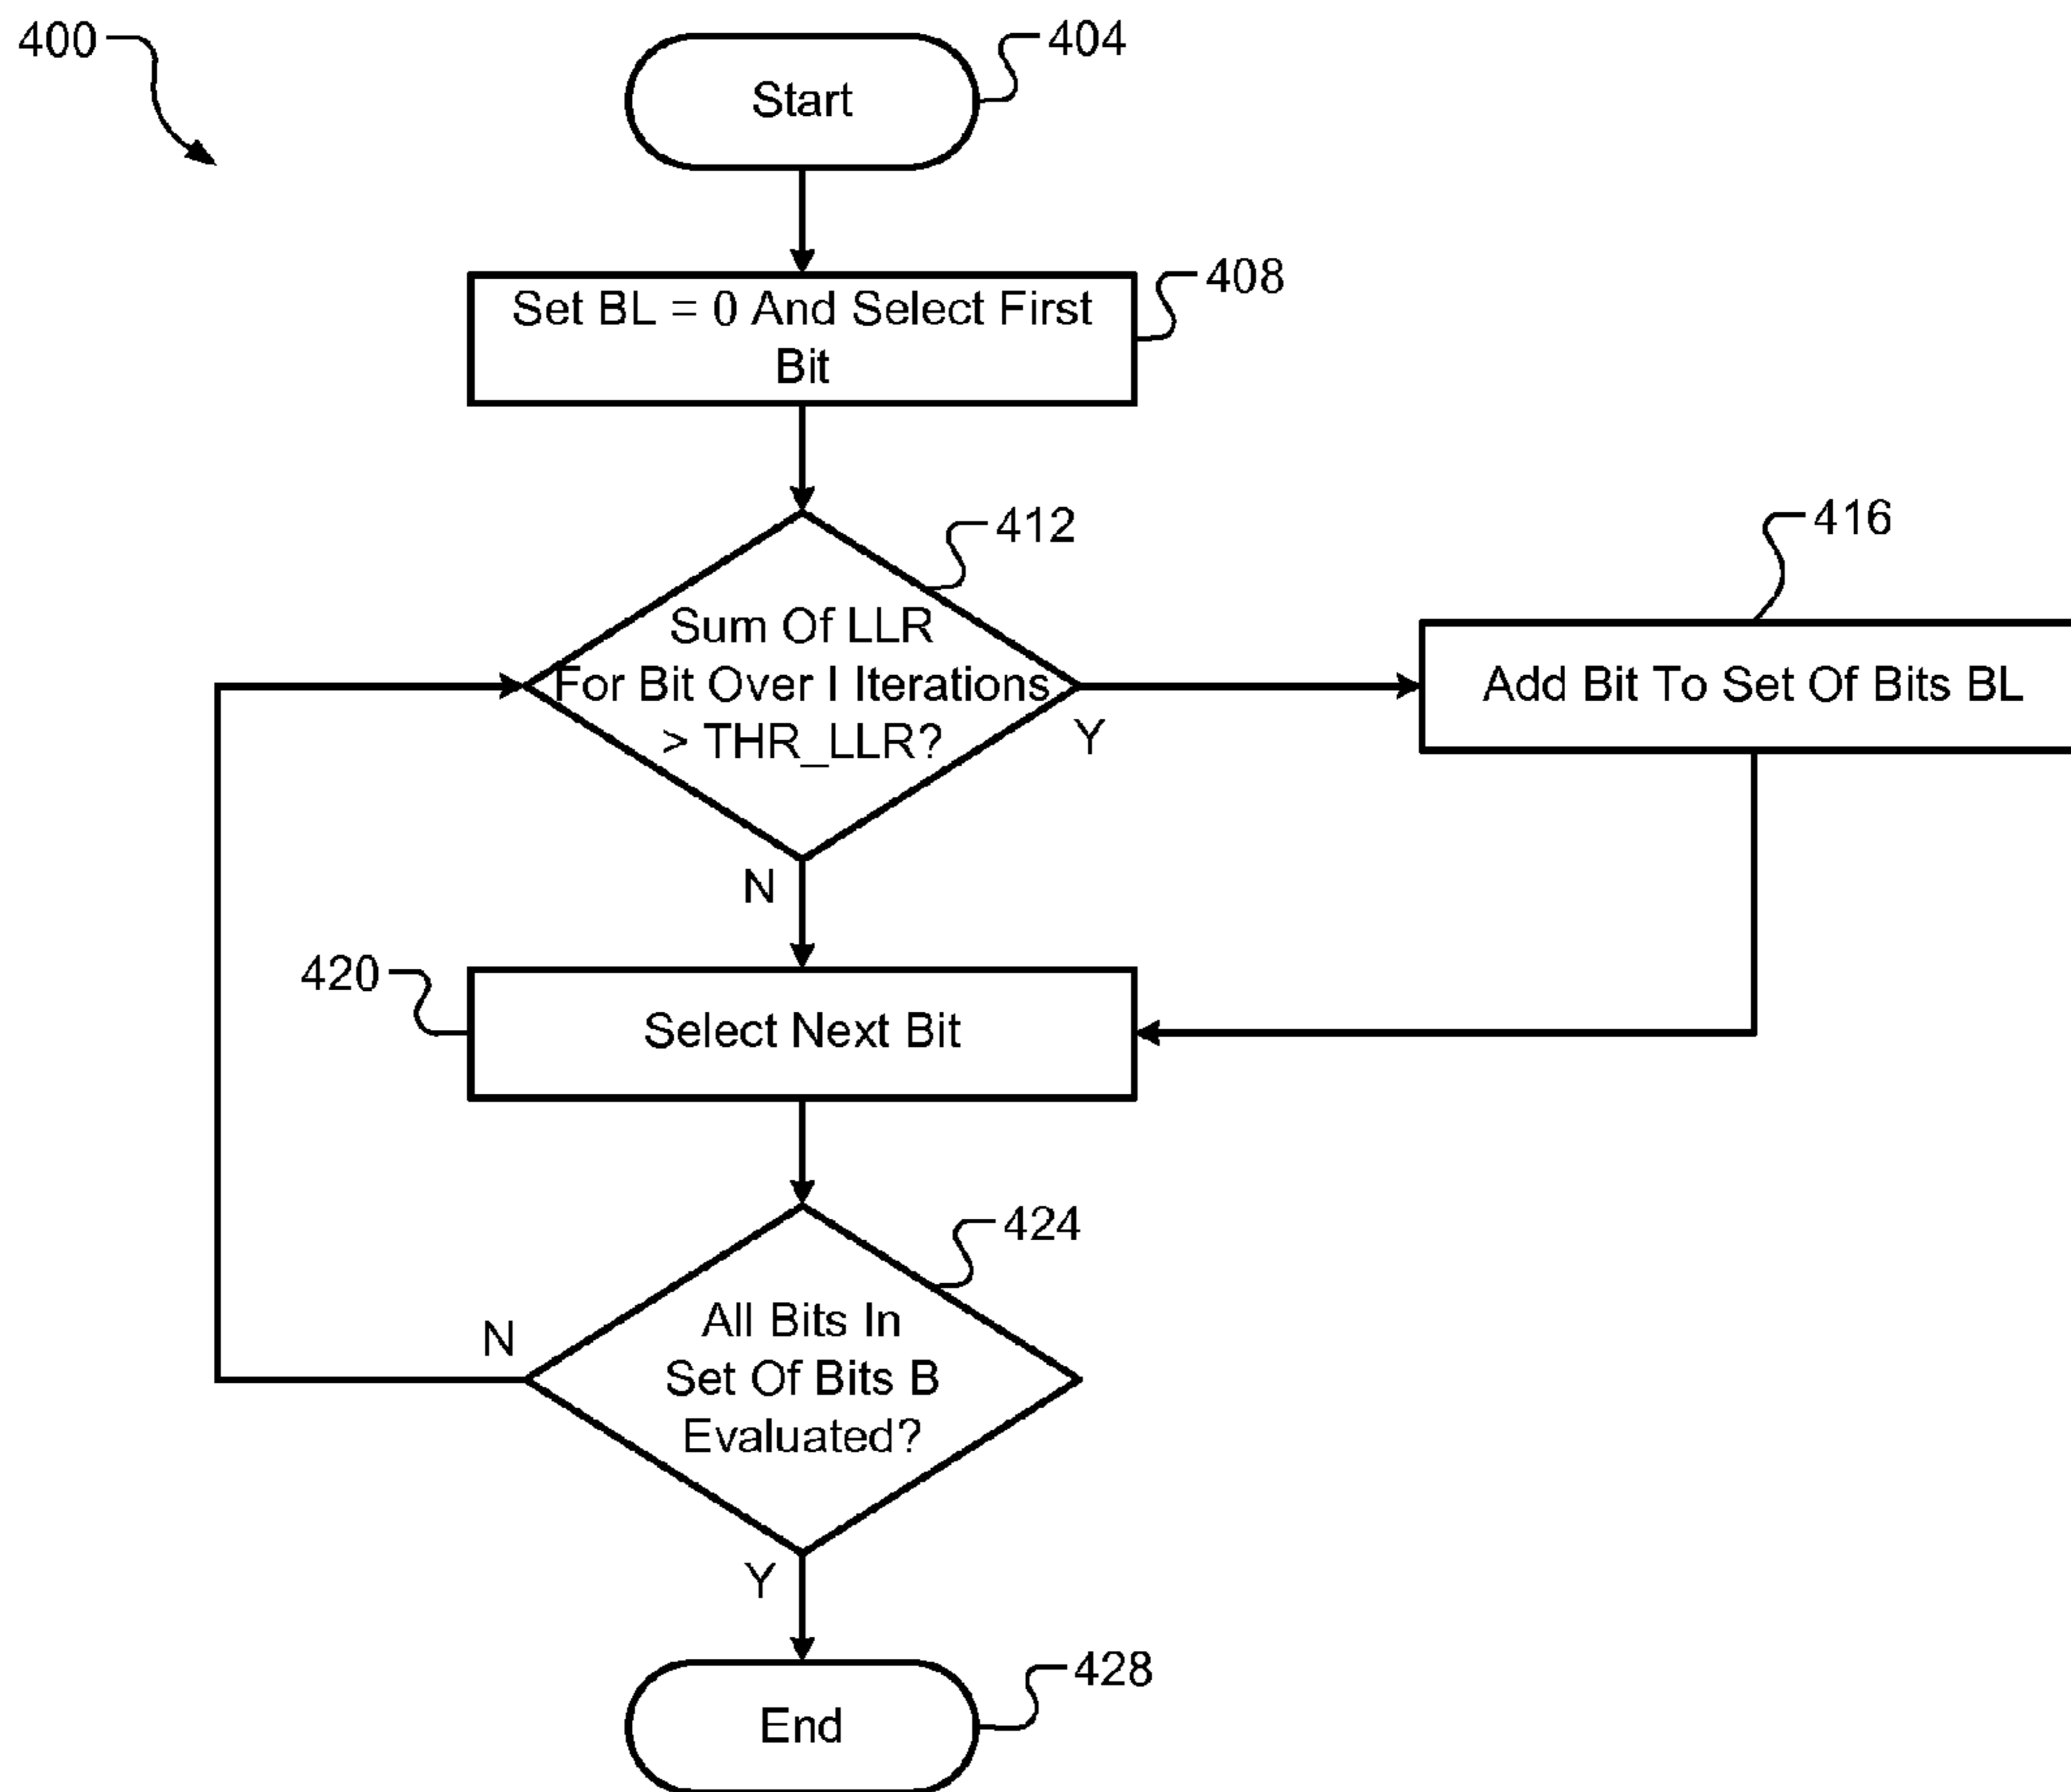 400
404
Start
408
Set BL = 0 And Select First
Bit
412
416
Sum Of LLR
For Bit Over I Iterations
> THR_LLR?
Y
Add Bit To Set Of Bits BL
N
420
Select Next Bit
424
N
All Bits In
Set Of Bits B
Evaluated?
Y
428
End